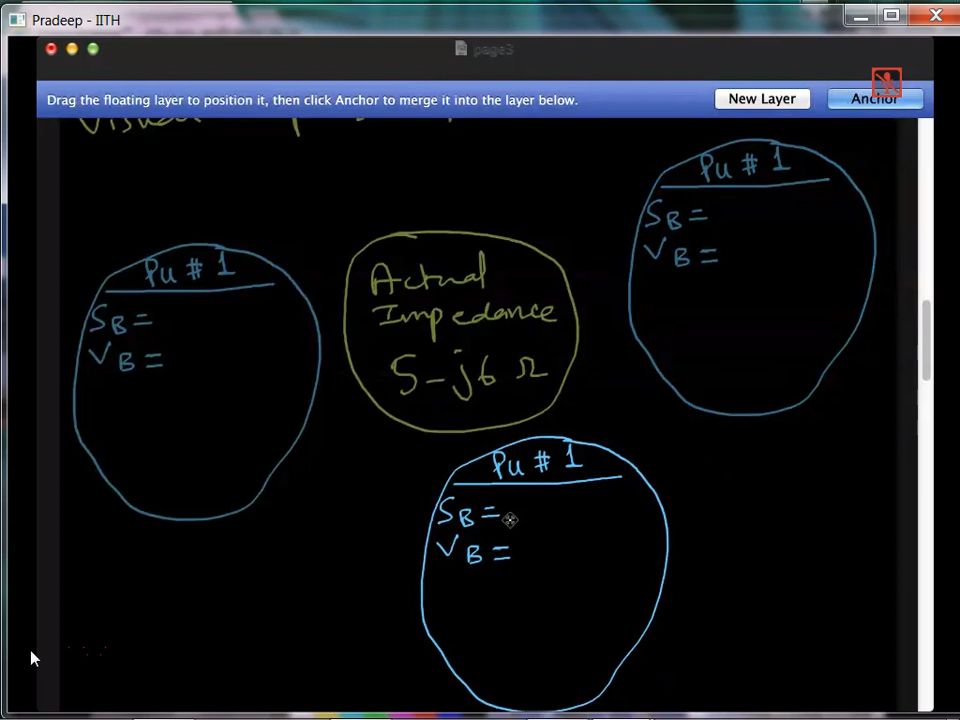 Pradeep - IITH
page3
Drag the floating layer to position it, then click Anchor to merge it into the layer below.
New Layer
Anchor
Pu # 1
SB =
VB =
Pu # 1
SB =
VB =
Actual
Impedance
5-j6 Ω
Pu # 1
SB =
VB =